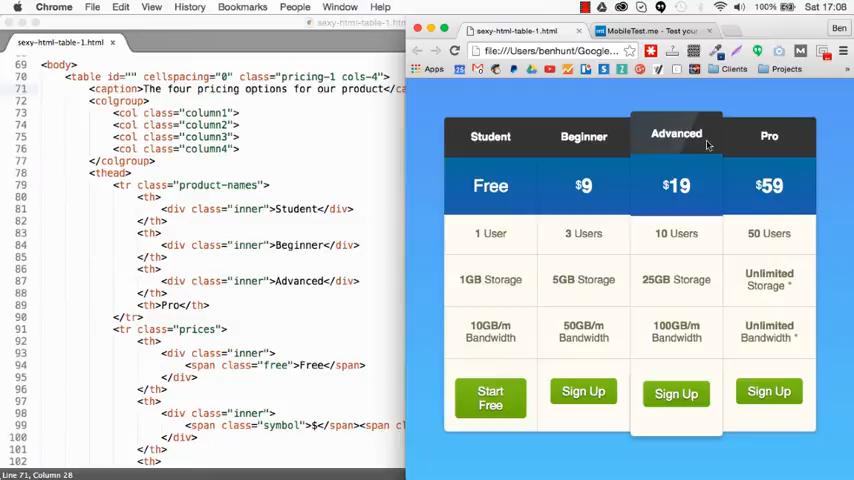 Chrome File Edit View History Bookmarks People Window Help
100% Sat 17:08
sexy-html-table-1.html
sexy-html-table-1.html
69 <body>
70 <table id="" cellspacing="0" class="pricing-1 cols-4">
71 <caption>The four pricing options for our product</ca
72 <colgroup>
73 <col class="column1">
74 <col class="column2">
75 <col class="column3">
76 <col class="column4">
77 </colgroup>
78 <thead>
79 <tr class="product-names">
80 <th>
81 <div class="inner">Student</div>
82 </th>
83 <th>
84 <div class="inner">Beginner</div>
85 </th>
86 <th>
87 <div class="inner">Advanced</div>
88 </th>
89 <th>Pro</th>
90 </tr>
91 <tr class="prices">
92 <th>
93 <div class="inner">
94 <span class="free">Free</span>
95 </div>
96 </th>
97 <th>
98 <div class="inner">
99 <span class="symbol">$</span><span c
100 </div>
101 </th>
102 <th>
Line 71, Column 28
sexy-html-table-1.html
MobileTest.me - Test your
Ben
file:///Users/benhunt/Google...
Apps
Clients
Projects
Student Beginner Advanced Pro
Free $9 $19 $59
1 User 3 Users 10 Users 50 Users
1GB Storage 5GB Storage 25GB Storage Unlimited Storage *
10GB/m Bandwidth 50GB/m Bandwidth 100GB/m Bandwidth Unlimited Bandwidth *
Start Free Sign Up Sign Up Sign Up